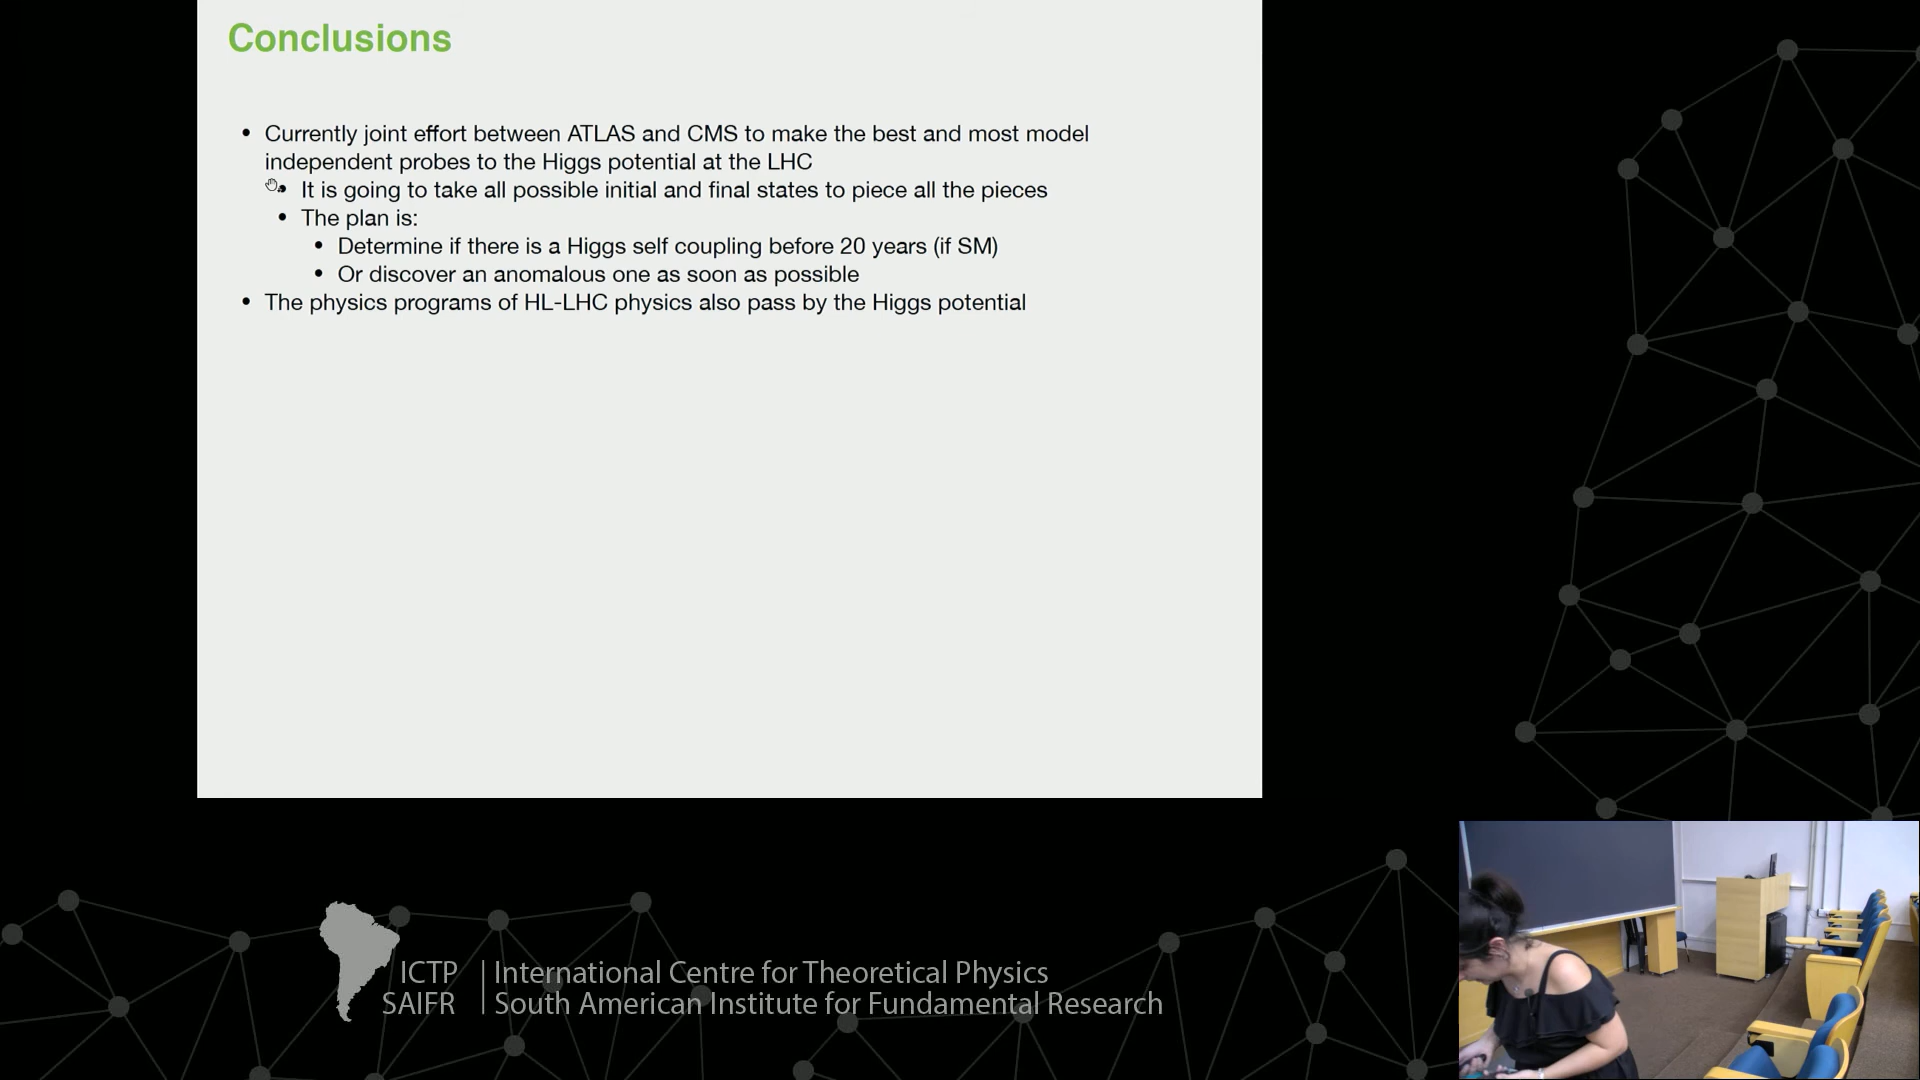 Conclusions
• Currently joint effort between ATLAS and CMS to make the best and most model
independent probes to the Higgs potential at the LHC
• It is going to take all possible initial and final states to piece all the pieces
• The plan is:
• Determine if there is a Higgs self coupling before 20 years (if SM)
• Or discover an anomalous one as soon as possible
• The physics programs of HL-LHC physics also pass by the Higgs potential
ICTP | International Centre for Theoretical Physics
SAIFR | South American Institute for Fundamental Research